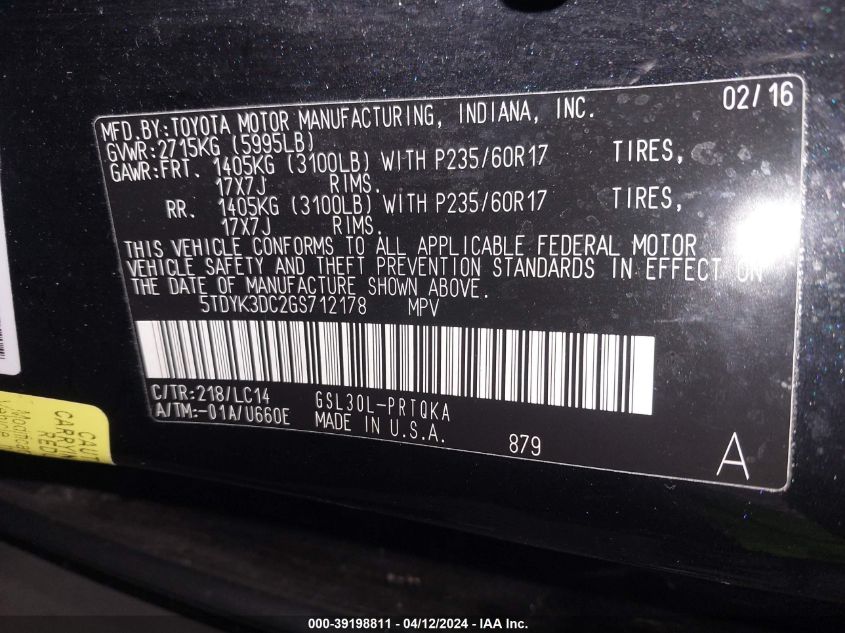 02/16
MFD.BY:TOYOTA MOTOR MANUFACTURING, INDIANA, INC.
GVWR:2715KG (5995LB)
GAWR:FRT. 1405KG (3100LB) WITH P235/60R17 TIRES,
17X7J RIMS.
RR. 1405KG (3100LB) WITH P235/60R17 TIRES,
17X7J RIMS.
THIS VEHICLE CONFORMS TO ALL APPLICABLE FEDERAL MOTOR
VEHICLE SAFETY AND THEFT PREVENTION STANDARDS IN EFFECT ON
THE DATE OF MANUFACTURE SHOWN ABOVE.
5TDYK3DC2GS712178 MPV
C/TR:218/LC14 GSL30L-PRTQKA
A/TM:-01A/U660E MADE IN U.S.A.
879
A
000-39198811 - 04/12/2024 - IAA Inc.